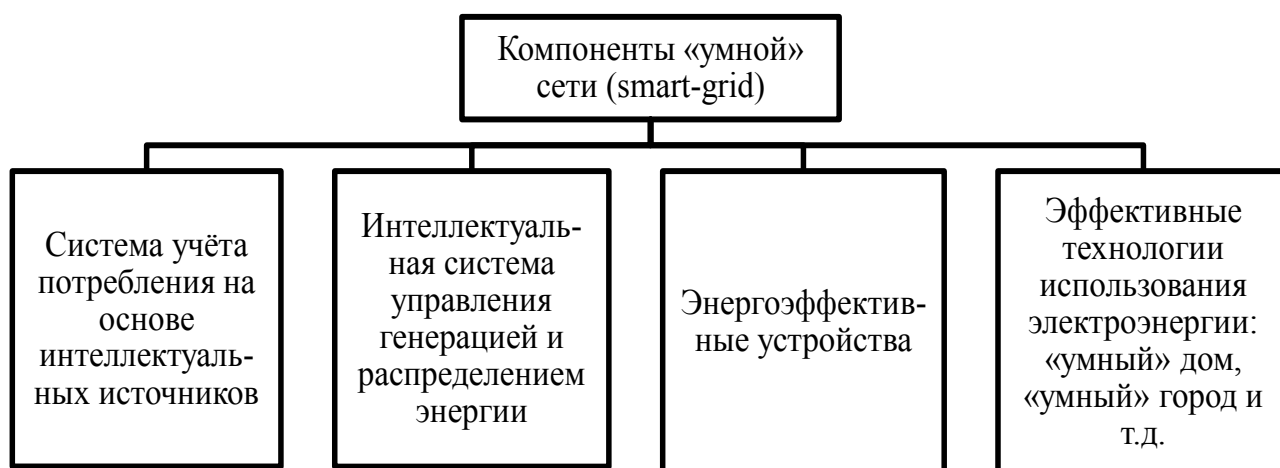 Компоненты «умной»
сети (smart-grid)
Система учёта
потребления на
основе
интеллектуаль-
ных источников
Интеллектуаль-
ная система
управления
генерацией и
распределением
энергии
Энергоэффектив-
ные устройства
Эффективные
технологии
использования
электроэнергии:
«умный» дом,
«умный» город и
т.д.